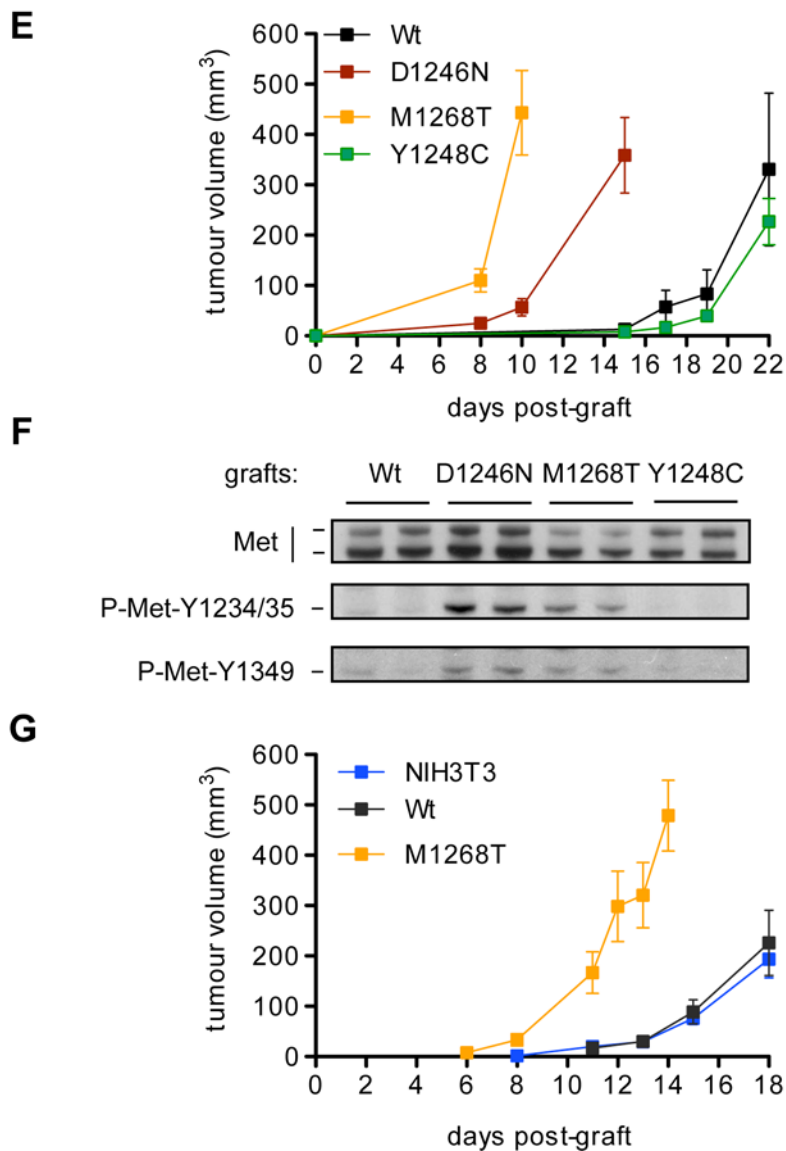 E
tumour volume (mm3)
600
500
400
300
200
100
0
Wt
D1246N
M1268T
Y1248C
0 2 4 6 8 10 12 14 16 18 20 22
days post-graft
F
grafts: Wt D1246N M1268T Y1248C
Met
P-Met-Y1234/35
P-Met-Y1349
G
tumour volume (mm3)
600
500
400
300
200
100
0
NIH3T3
Wt
M1268T
0 2 4 6 8 10 12 14 16 18
days post-graft